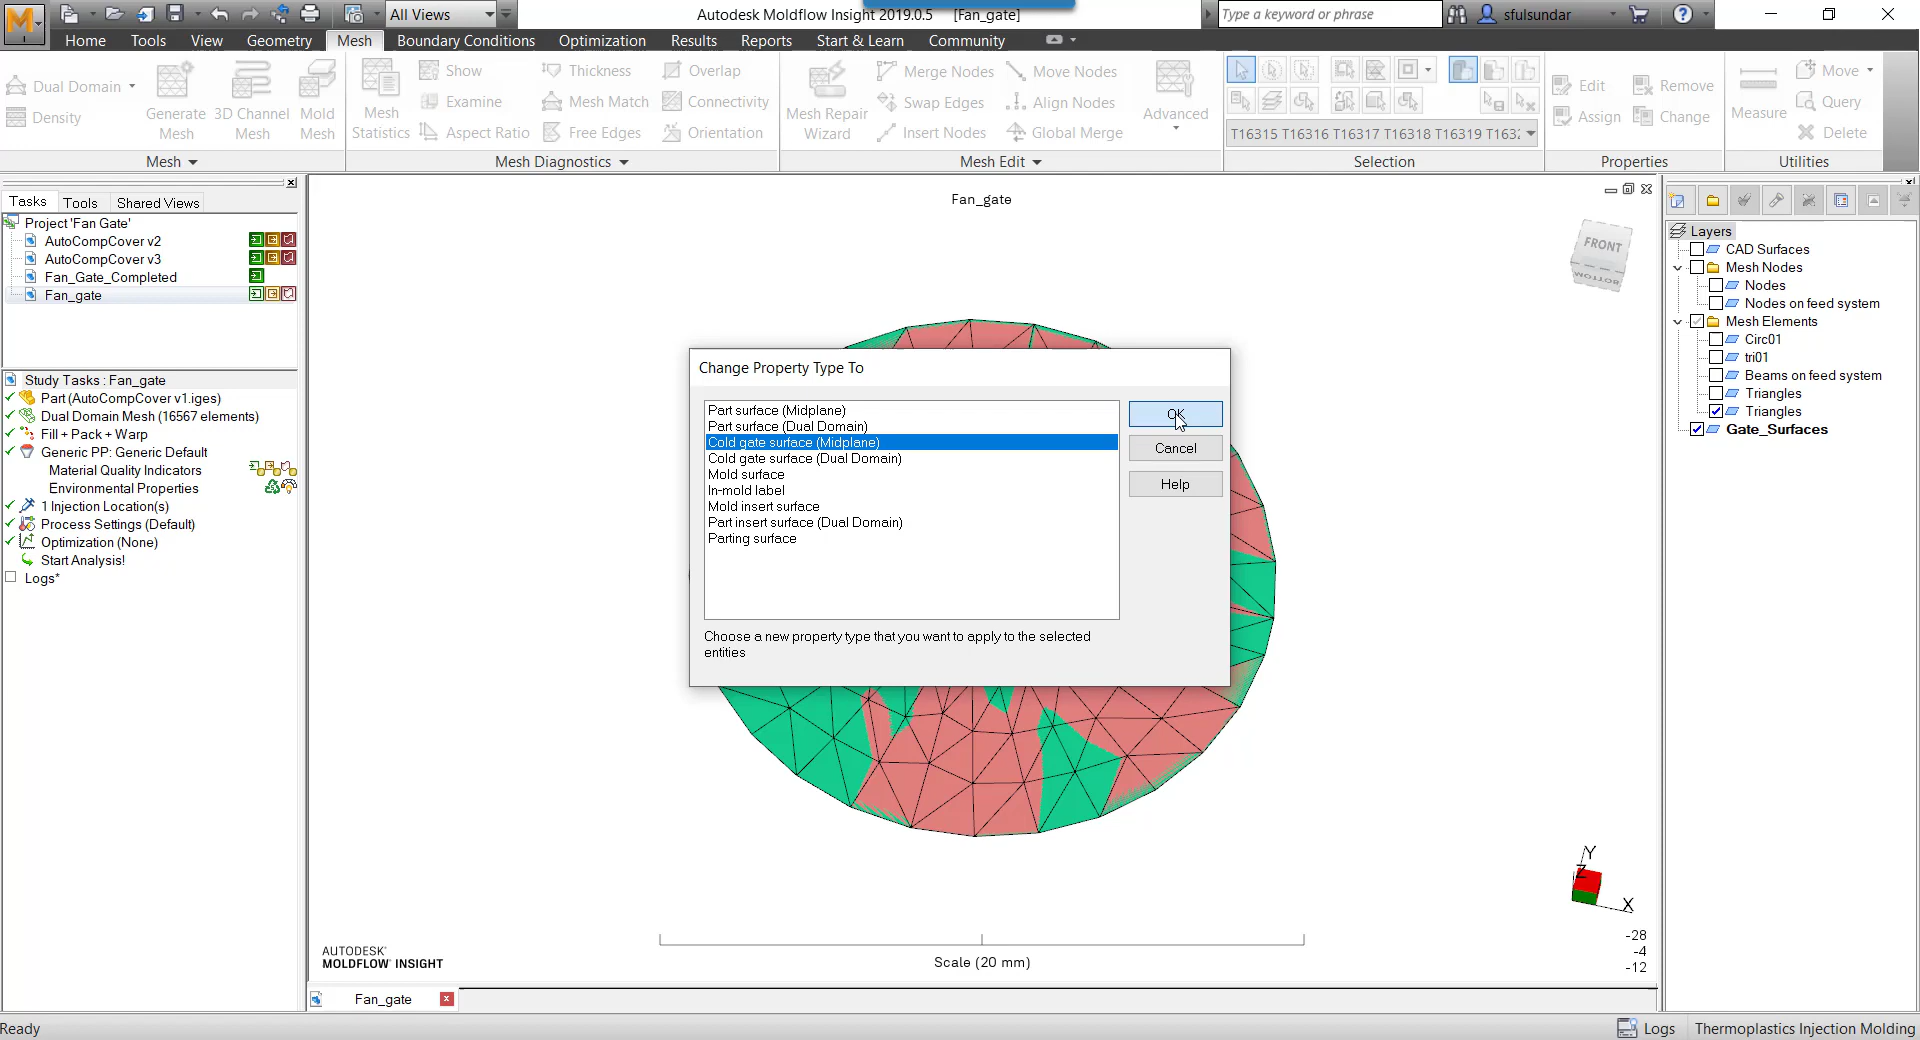 All Views
Autodesk Moldflow Insight 2019.0.5 [Fan_gate]
Type a keyword or phrase
sfulsundar
Home Tools View Geometry Mesh Boundary Conditions Optimization Results Reports Start & Learn Community
Dual Domain
Density
Generate Mesh
3D Channel Mesh
Mold Mesh
Mesh
Mesh Statistics
Show
Examine
Aspect Ratio
Thickness
Mesh Match
Free Edges
Overlap
Connectivity
Orientation
Mesh Diagnostics
Mesh Repair Wizard
Merge Nodes
Swap Edges
Insert Nodes
Move Nodes
Align Nodes
Global Merge
Advanced
Mesh Edit
T16315 T16316 T16317 T16318 T16319
Selection
Edit
Assign
Remove
Change
Properties
Measure
Move
Query
Delete
Utilities
Tasks Tools Shared Views
Project 'Fan Gate'
AutoCompCover v2
AutoCompCover v3
Fan_Gate_Completed
Fan_gate
Study Tasks : Fan_gate
Part (AutoCompCover v1.iges)
Dual Domain Mesh (16567 elements)
Fill + Pack + Warp
Generic PP: Generic Default
Material Quality Indicators
Environmental Properties
1 Injection Location(s)
Process Settings (Default)
Optimization (None)
Start Analysis!
Logs*
Fan_gate
FRONT
BOTTOM
Change Property Type To
Part surface (Midplane)
Part surface (Dual Domain)
Cold gate surface (Midplane)
Cold gate surface (Dual Domain)
Mold surface
In-mold label
Mold insert surface
Part insert surface (Dual Domain)
Parting surface
OK
Cancel
Help
Choose a new property type that you want to apply to the selected
entities
Y
Z
X
-28
-4
-12
AUTODESK'
MOLDFLOW' INSIGHT
Scale (20 mm)
Fan_gate
Layers
CAD Surfaces
Mesh Nodes
Nodes
Nodes on feed system
Mesh Elements
Circ01
tri01
Beams on feed system
Triangles
Triangles
Gate_Surfaces
Ready
Logs
Thermoplastics Injection Molding